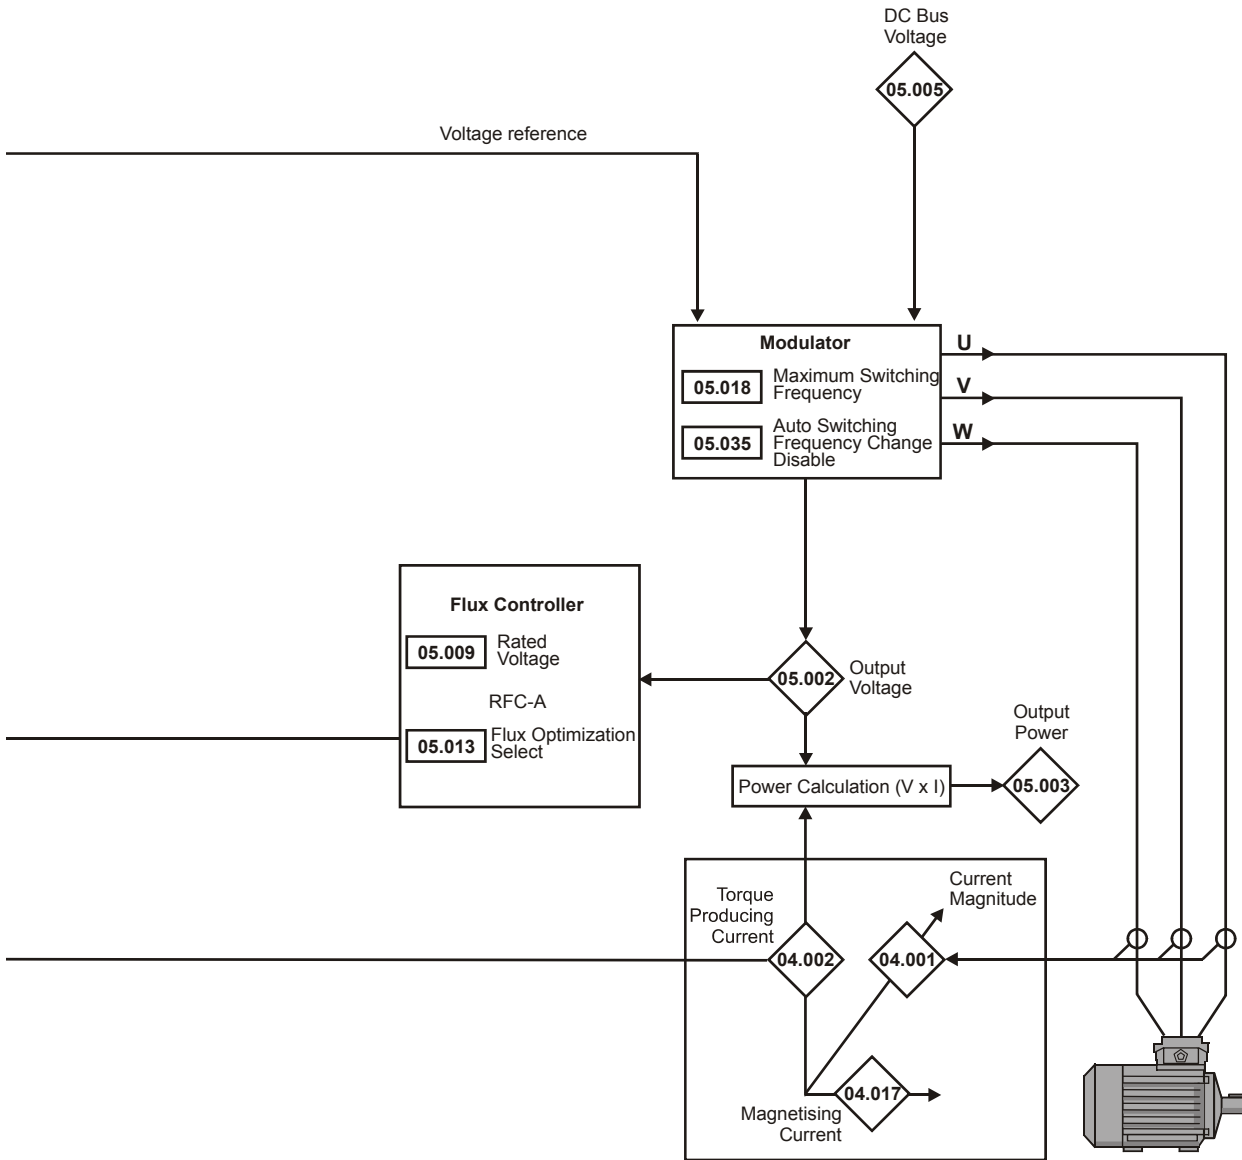 DC Bus
Voltage
05.005
Voltage reference
Modulator
05.018
Maximum Switching
Frequency
05.035
Auto Switching
Frequency Change
Disable
U
V
W
Flux Controller
05.009
Rated
Voltage
RFC-A
05.013
Flux Optimization
Select
05.002
Output
Voltage
Output
Power
Power Calculation (V x I)
05.003
Torque
Producing
Current
04.002
Current
Magnitude
04.001
04.017
Magnetising
Current